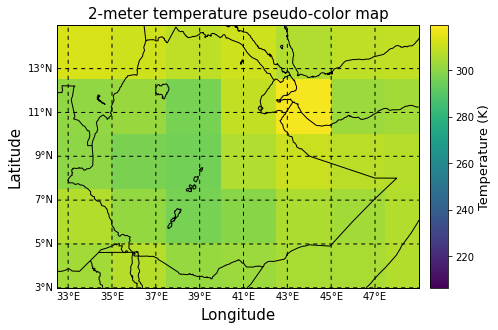 2-meter temperature pseudo-color map
13°N
11°N
9°N
7°N
5°N
3°N
Latitude
33°E 35°E 37°E 39°E 41°E 43°E 45°E 47°E
Longitude
300
280
260
240
220
Temperature (K)